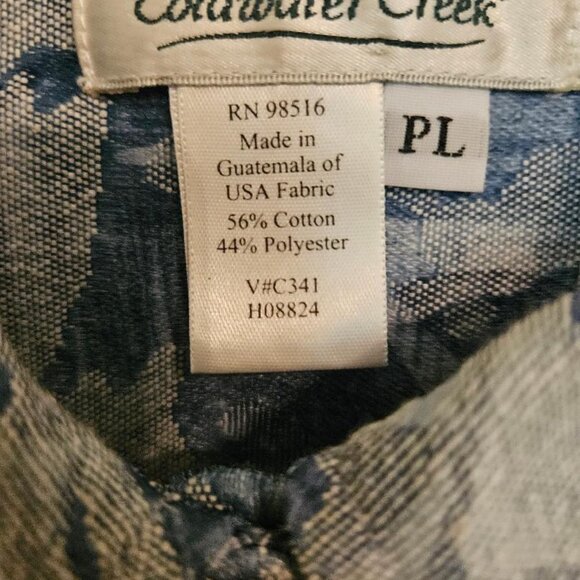 Coldwater Creek
RN 98516
Made in
Guatemala of
USA Fabric
56% Cotton
44% Polyester
V#C341
H08824
PL